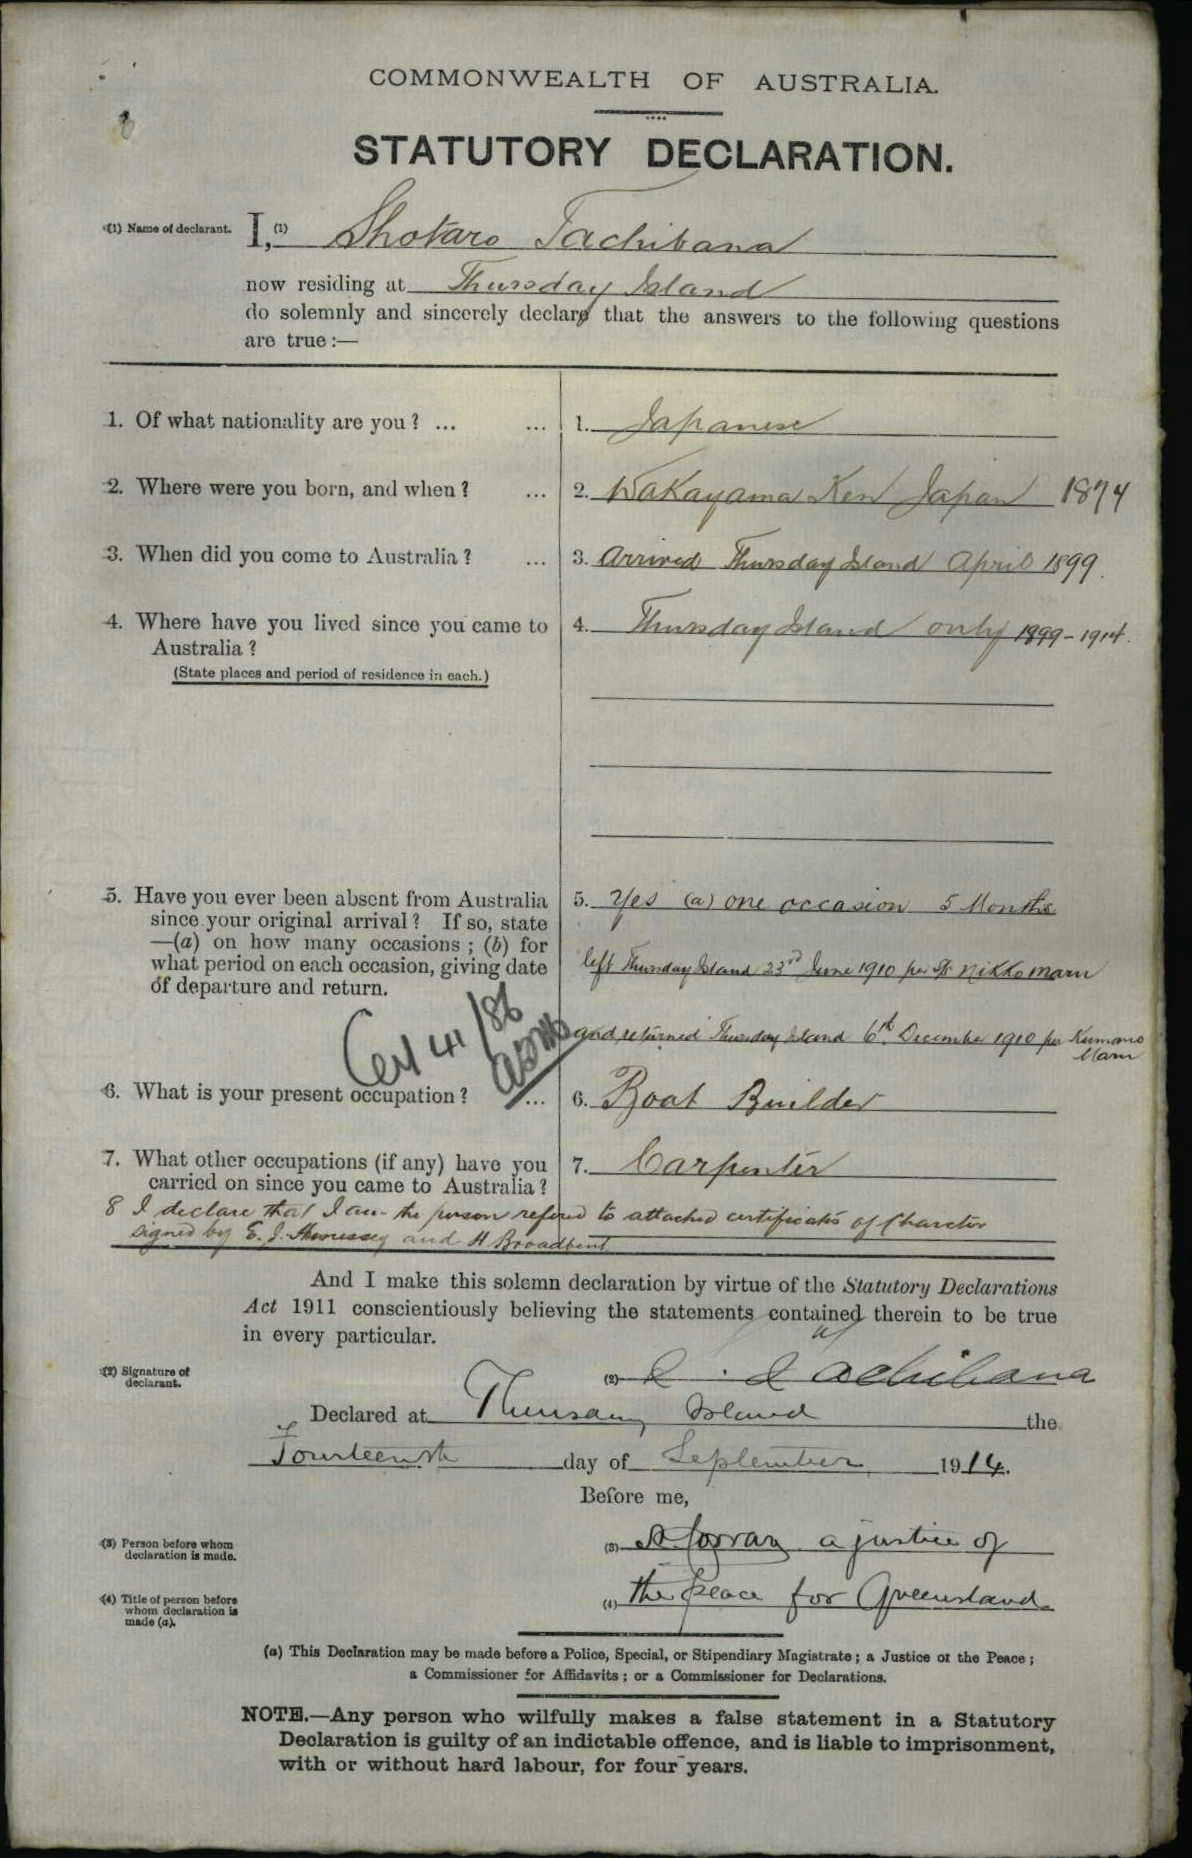 COMMONWEALTH OF AUSTRALIA.
STATUTORY DECLARATION.
(1) Name of declarant. I,(1) Shotaro Tachibana
now residing at Thursday Island
do solemnly and sincerely declare that the answers to the following questions
are true:—
1. Of what nationality are you? ... ... 1. Japanese
2. Where were you born, and when? ... 2. Wakayama Ken Japan 1874
3. When did you come to Australia? ... 3. Arrived Thursday Island April 1899.
4. Where have you lived since you came to 4. Thursday Island only 1899-1914.
Australia?
(State places and period of residence in each.)
5. Have you ever been absent from Australia 5. Yes (a) one occasion 5 Months
since your original arrival? If so, state
—(a) on how many occasions; (b) for
what period on each occasion, giving date left Thursday Island 23rd June 1910 per SS Nikko Maru
of departure and return.
and returned Thursday Island 6th December 1910 per Kumano
Maru
Cert 41/86
6. What is your present occupation? ... 6. Boat Builder
7. What other occupations (if any) have you 7. Carpenter
carried on since you came to Australia?
8 I declare that I am the person refered to attached certificates of Charcter
signed by E. J. Hennessey and H Broadbent
And I make this solemn declaration by virtue of the Statutory Declarations
Act 1911 conscientiously believing the statements contained therein to be true
in every particular.
(2) Signature of
declarant. (2) Tachibana
Declared at Thursday Island the
Fourteenth day of September 1914.
Before me,
(3) Person before whom
declaration is made. (3) a justice of
(4) Title of person before
whom declaration is
made (a). (4) the peace for Queensland.
(a) This Declaration may be made before a Police, Special, or Stipendiary Magistrate; a Justice of the Peace;
a Commissioner for Affidavits; or a Commissioner for Declarations.
NOTE.—Any person who wilfully makes a false statement in a Statutory
Declaration is guilty of an indictable offence, and is liable to imprisonment,
with or without hard labour, for four years.